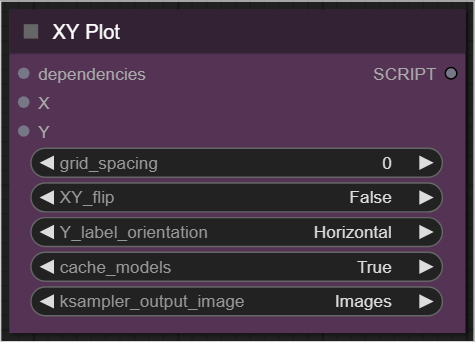 XY Plot
dependencies SCRIPT
X
Y
grid_spacing 0
XY_flip False
Y_label_orientation Horizontal
cache_models True
ksampler_output_image Images